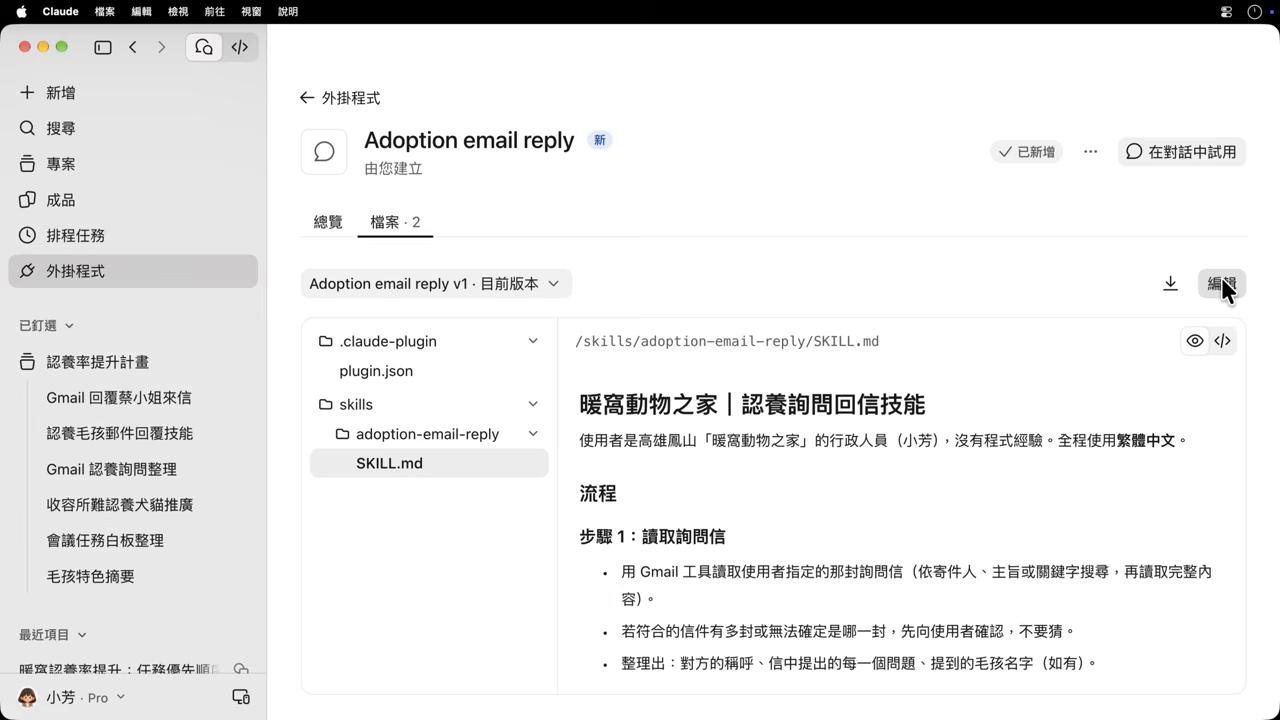 Claude 檔案 編輯 檢視 前往 視窗 說明
新增
搜尋
專案
成品
排程任務
外掛程式
已釘選
認養率提升計畫
Gmail 回覆蔡小姐來信
認養毛孩郵件回覆技能
Gmail 認養詢問整理
收容所難認養犬貓推廣
會議任務白板整理
毛孩特色摘要
最近項目
暖窩認養率提升：任務優先順
小芳 · Pro
外掛程式
Adoption email reply 新
由您建立
已新增
在對話中試用
總覽 檔案 · 2
Adoption email reply v1 · 目前版本
編輯
.claude-plugin
plugin.json
skills
adoption-email-reply
SKILL.md
/skills/adoption-email-reply/SKILL.md
暖窩動物之家｜認養詢問回信技能
使用者是高雄鳳山「暖窩動物之家」的行政人員（小芳），沒有程式經驗。全程使用繁體中文。
流程
步驟 1：讀取詢問信
• 用 Gmail 工具讀取使用者指定的那封詢問信（依寄件人、主旨或關鍵字搜尋，再讀取完整內
容）。
• 若符合的信件有多封或無法確定是哪一封，先向使用者確認，不要猜。
• 整理出：對方的稱呼、信中提出的每一個問題、提到的毛孩名字（如有）。